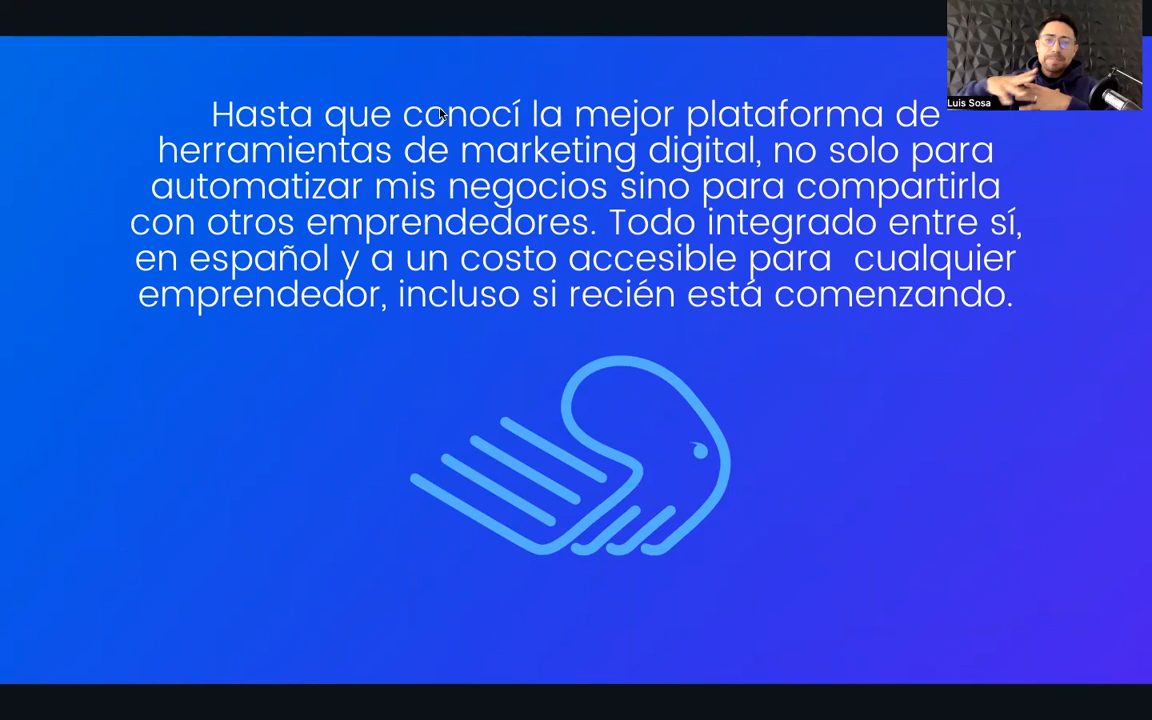 Hasta que conocí la mejor plataforma de
herramientas de marketing digital, no solo para
automatizar mis negocios sino para compartirla
con otros emprendedores. Todo integrado entre sí,
en español y a un costo accesible para  cualquier
emprendedor, incluso si recién está comenzando.
Luis Sosa